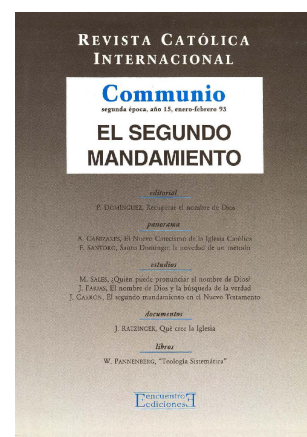 REVISTA CATÓLICA
INTERNACIONAL
Communio
segunda época, año 15, enero-febrero 93
EL SEGUNDO
MANDAMIENTO
editorial
P. DOMÍNGUEZ, Recuperar el nombre de Dios
panorama
A. CAÑIZARES, El Nuevo Catecismo de la Iglesia Católica
F. SANTORO, Santo Domingo: la novedad de un método
estudios
M. SALES, ¿Quién puede pronunciar el nombre de Dios?
J. FARIAS, El nombre de Dios y la búsqueda de la verdad
J. CARRÓN, El segundo mandamiento en el Nuevo Testamento
documentos
J. RATZINGER, Qué cree la Iglesia
libros
W. PANNENBERG, "Teología Sistemática"
Encuentro
ediciones